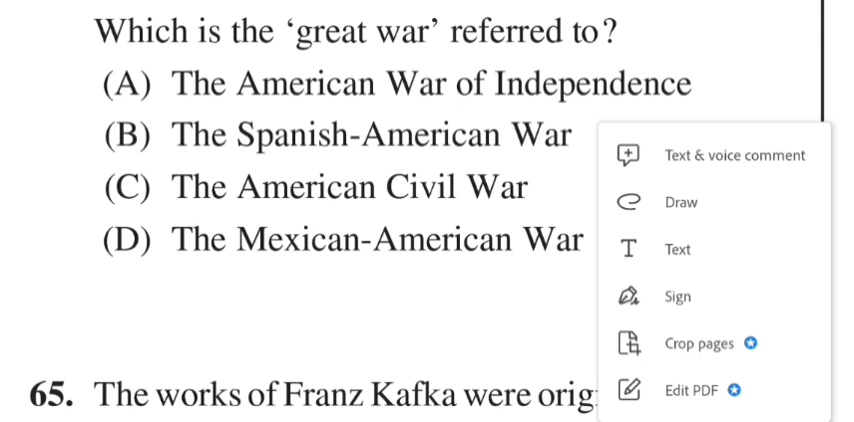 Which is the ‘great war’ referred to?
(A) The American War of Independence
(B) The Spanish-American War
(C) The American Civil War
(D) The Mexican-American War
Text & voice comment
Draw
Text
Sign
Crop pages
Edit PDF
65. The works of Franz Kafka were